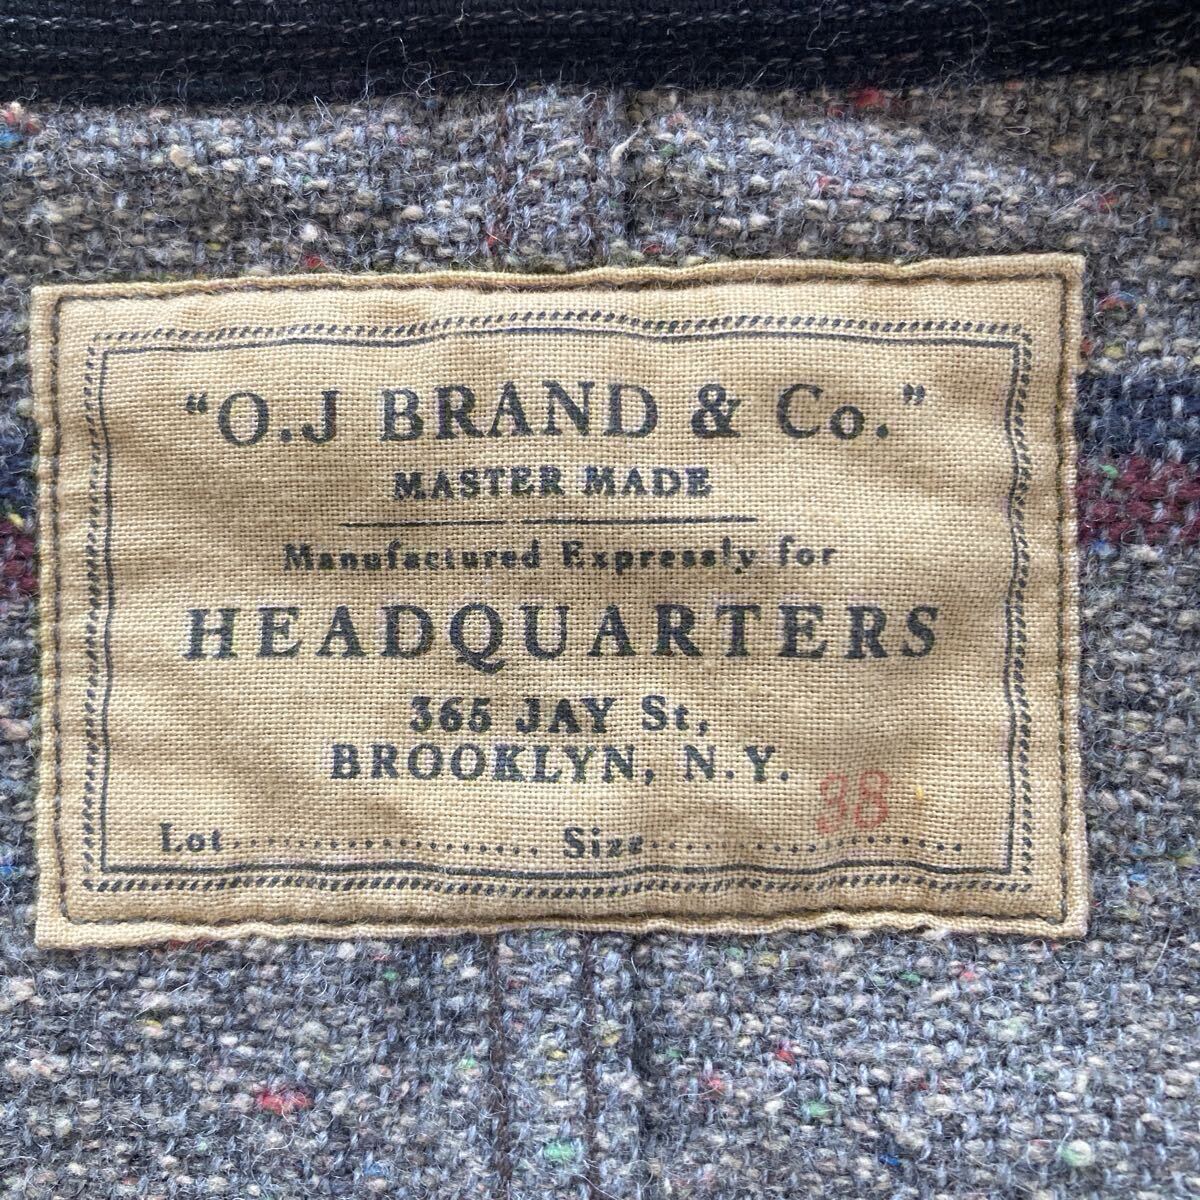 "O.J BRAND & Co."
MASTER MADE
Manufactured Expressly for
HEADQUARTERS
365 JAY St,
BROOKLYN, N.Y.
Lot.......................... Size..........38..........